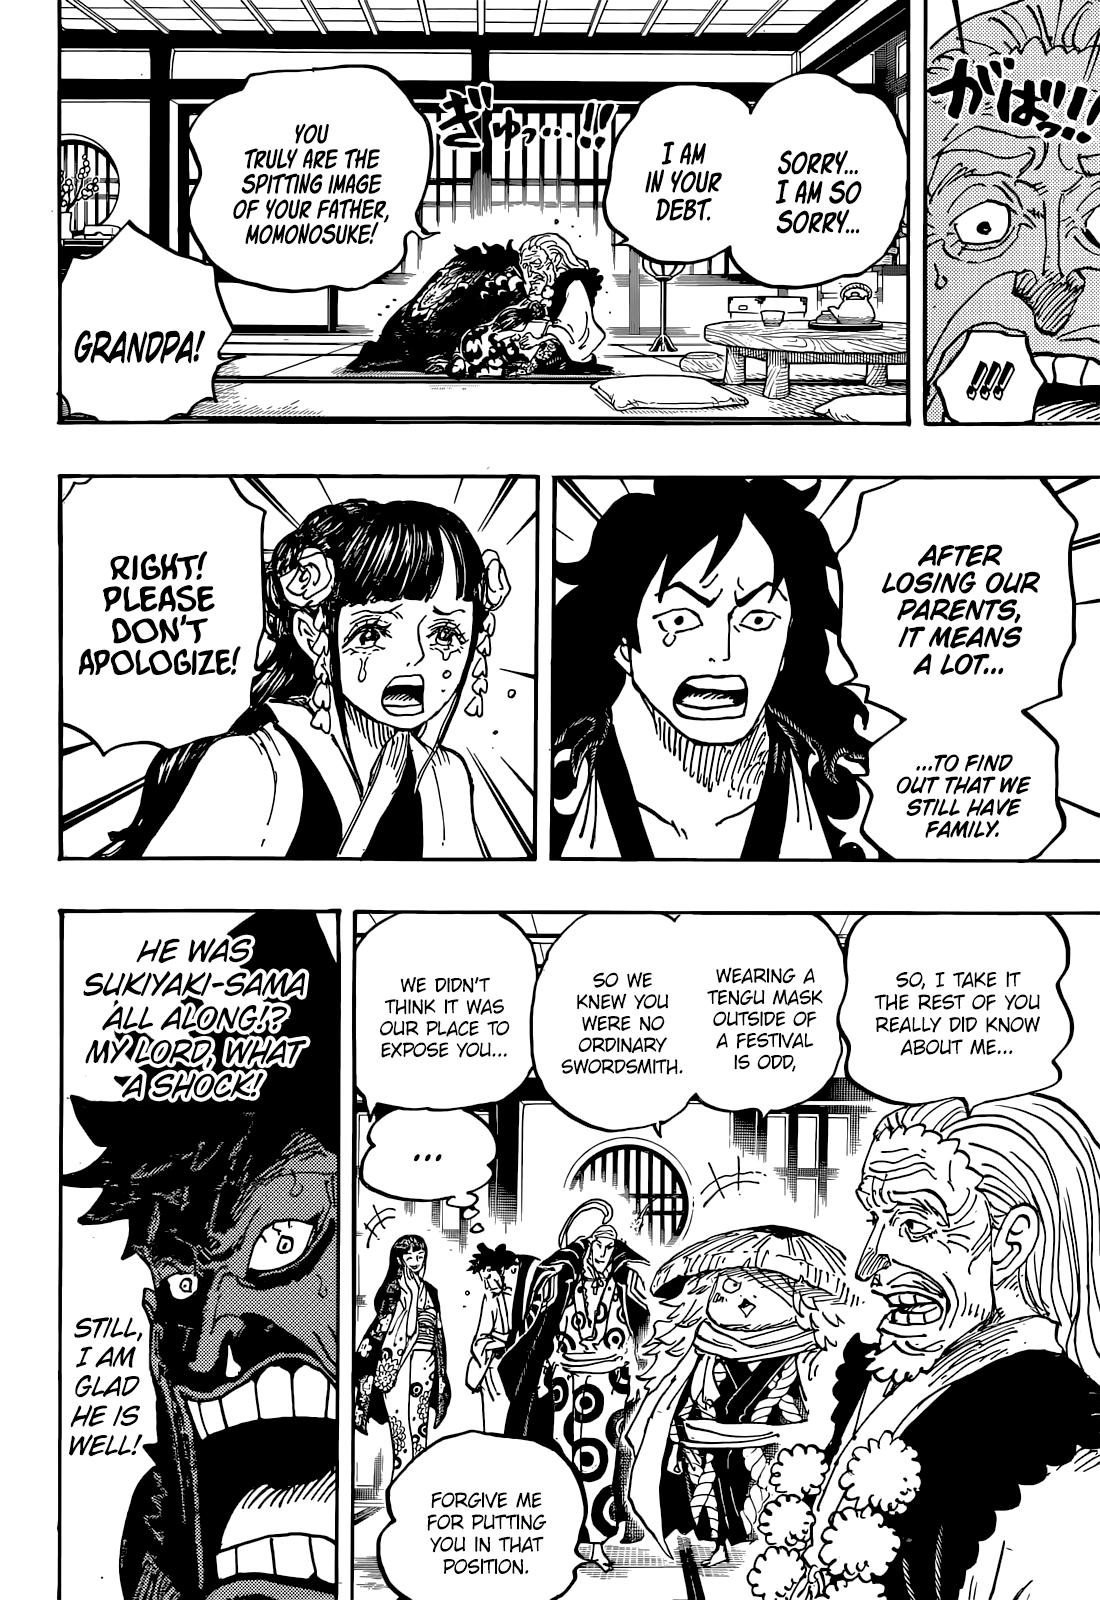 がばっ!!
!!!
SORRY...
I AM SO
SORRY...
I AM
IN YOUR
DEBT.
ぎゅっ…!!
YOU
TRULY ARE THE
SPITTING IMAGE
OF YOUR FATHER,
MOMONOSUKE!
GRANDPA!
AFTER
LOSING OUR
PARENTS,
IT MEANS
A LOT...
...TO FIND
OUT THAT WE
STILL HAVE
FAMILY.
RIGHT!
PLEASE
DON'T
APOLOGIZE!
SO, I TAKE IT
THE REST OF YOU
REALLY DID KNOW
ABOUT ME...
WEARING A
TENGU MASK
OUTSIDE OF
A FESTIVAL
IS ODD,
SO WE
KNEW YOU
WERE NO
ORDINARY
SWORDSMITH.
WE DIDN'T
THINK IT WAS
OUR PLACE TO
EXPOSE YOU...
...
FORGIVE ME
FOR PUTTING
YOU IN THAT
POSITION.
HE WAS
SUKIYAKI-SAMA
ALL ALONG!?
MY LORD, WHAT
A SHOCK!
STILL,
I AM
GLAD
HE IS
WELL!